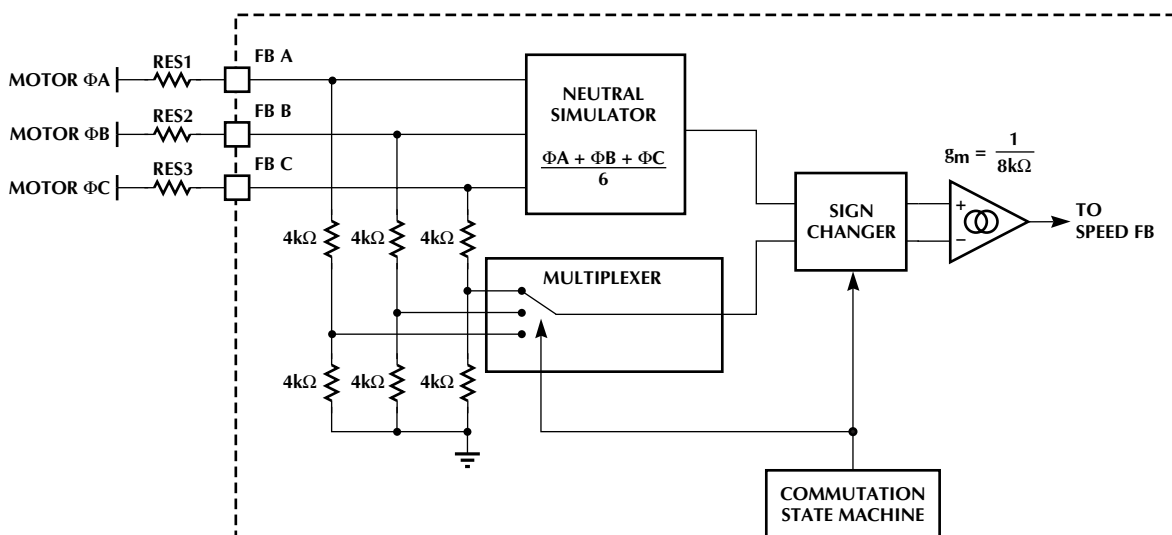 MOTOR ΦA
RES1
FB A
MOTOR ΦB
RES2
FB B
MOTOR ΦC
RES3
FB C
NEUTRAL
SIMULATOR
ΦA + ΦB + ΦC
6
SIGN
CHANGER
gm = 1
8kΩ
+
−
TO
SPEED FB
4kΩ
4kΩ
4kΩ
MULTIPLEXER
4kΩ
4kΩ
4kΩ
COMMUTATION
STATE MACHINE